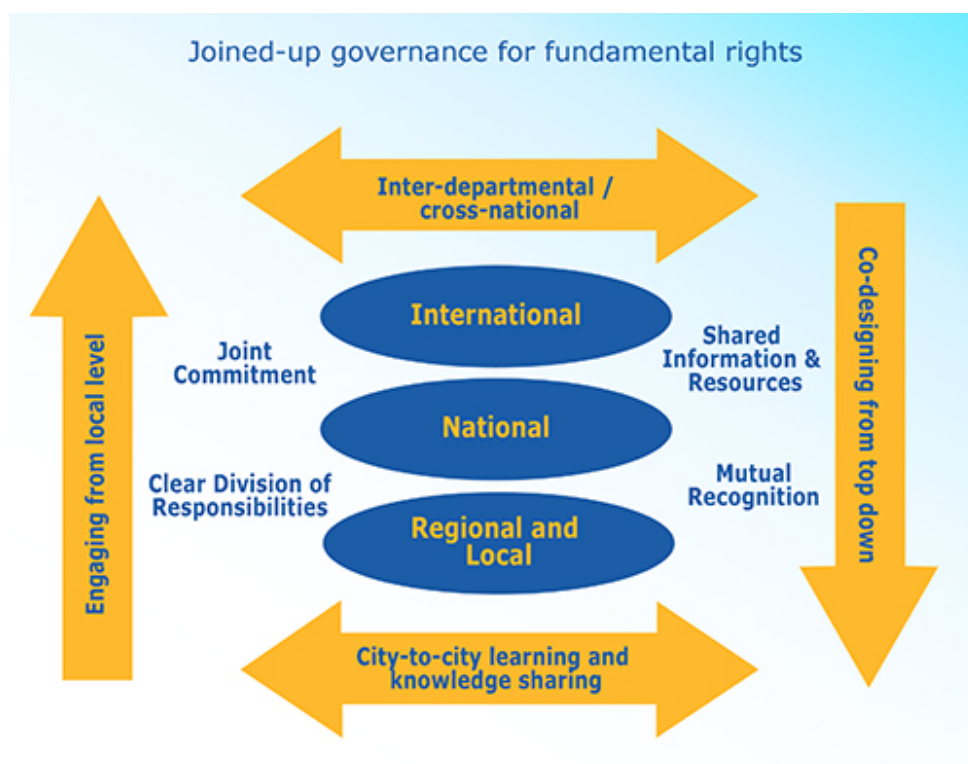 Joined-up governance for fundamental rights
Inter-departmental /
cross-national
Engaging from local level
Joint
Commitment
Clear Division of
Responsibilities
International
National
Regional and
Local
Shared
Information &
Resources
Mutual
Recognition
Co-designing from top down
City-to-city learning and
knowledge sharing